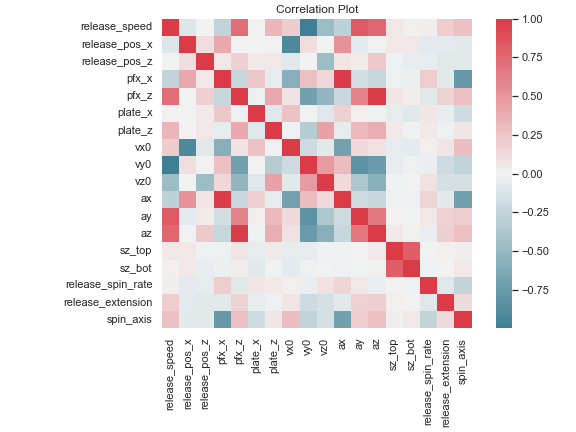 Correlation Plot
release_speed
release_pos_x
release_pos_z
pfx_x
pfx_z
plate_x
plate_z
vx0
vy0
vz0
ax
ay
az
sz_top
sz_bot
release_spin_rate
release_extension
spin_axis
release_speed
release_pos_x
release_pos_z
pfx_x
pfx_z
plate_x
plate_z
vx0
vy0
vz0
ax
ay
az
sz_top
sz_bot
release_spin_rate
release_extension
spin_axis
1.00
0.75
0.50
0.25
0.00
−0.25
−0.50
−0.75